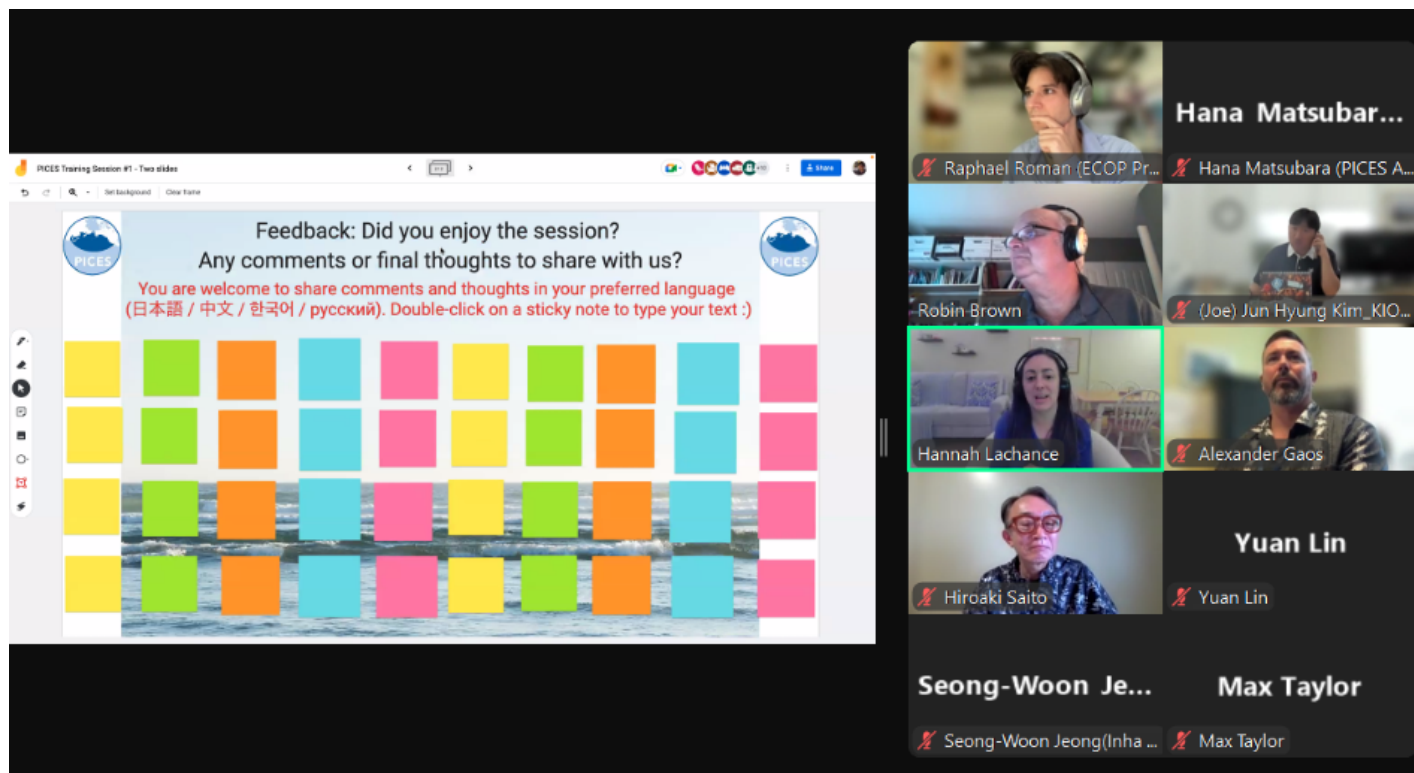 PICES Training Session #1 - Two slides
Share
Set background
Clear frame
PICES
Feedback: Did you enjoy the session?
Any comments or final thoughts to share with us?
PICES
You are welcome to share comments and thoughts in your preferred language
(日本語 / 中文 / 한국어 / русский). Double-click on a sticky note to type your text :)
Raphael Roman (ECOP Pr...
Hana Matsubar...
Hana Matsubara (PICES A...
Robin Brown
(Joe) Jun Hyung Kim_KIO...
Hannah Lachance
Alexander Gaos
Hiroaki Saito
Yuan Lin
Yuan Lin
Seong-Woon Je...
Seong-Woon Jeong(Inha ...
Max Taylor
Max Taylor